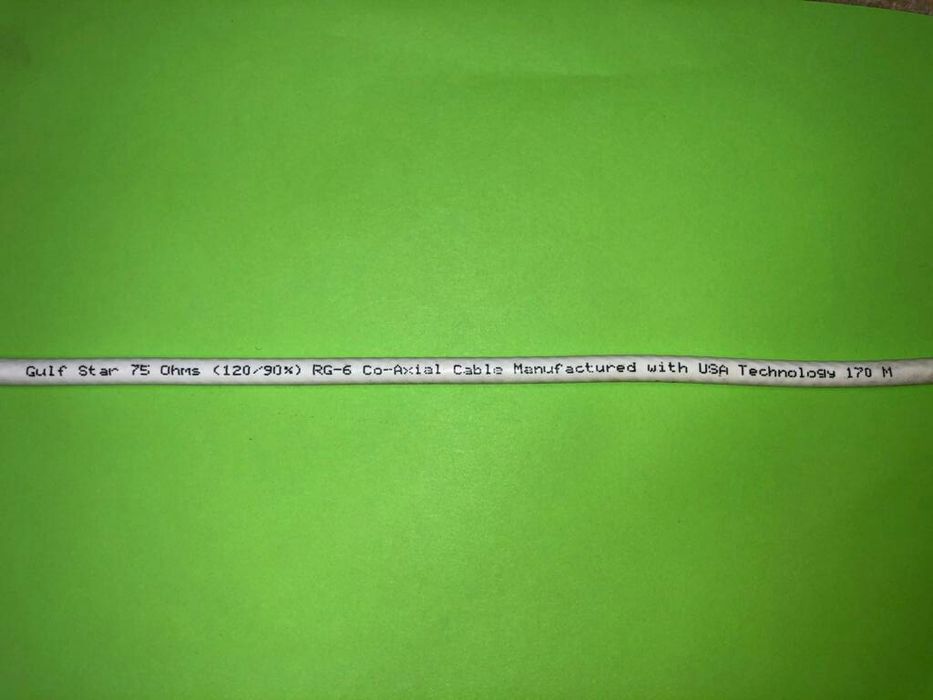 Gulf Star 75 Ohms (120/90%) RG-6 Co-Axial Cable Manufactured with USA Technology 170 M